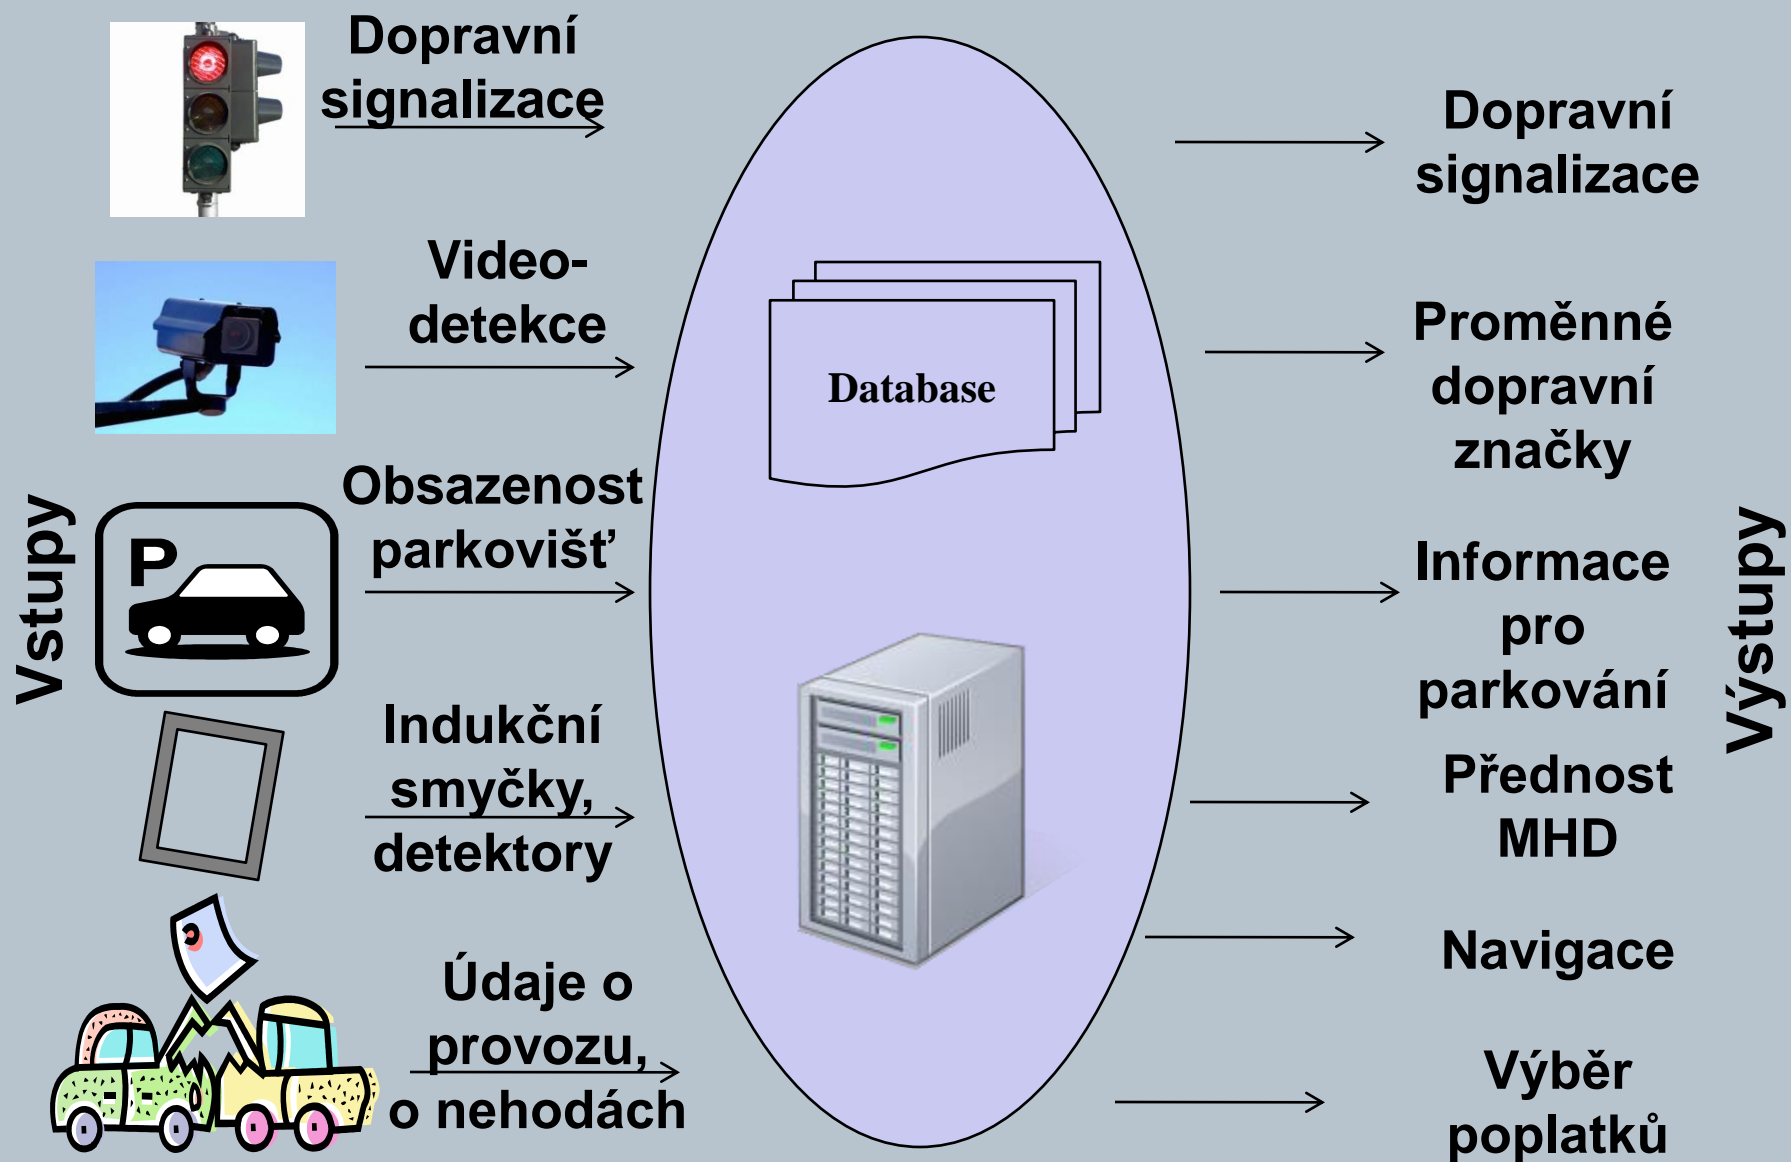 Vstupy
Dopravní
signalizace
Video-
detekce
Obsazenost
parkovišť
P
Indukční
smyčky,
detektory
Údaje o
provozu,
o nehodách
Database
Dopravní
signalizace
Proměnné
dopravní
značky
Informace
pro
parkování
Přednost
MHD
Navigace
Výběr
poplatků
Výstupy